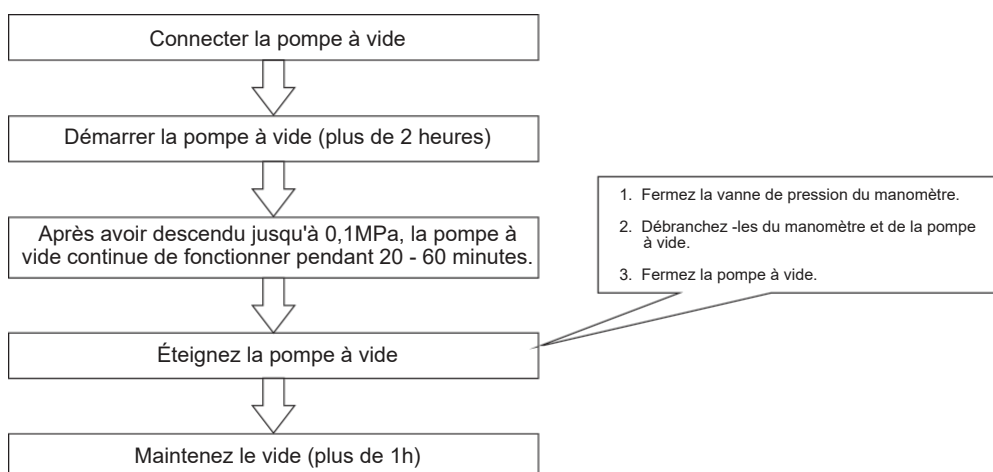 Connecter la pompe à vide
Démarrer la pompe à vide (plus de 2 heures)
Après avoir descendu jusqu'à 0,1MPa, la pompe à
vide continue de fonctionner pendant 20 - 60 minutes.
Éteignez la pompe à vide
1. Fermez la vanne de pression du manomètre.
2. Débranchez -les du manomètre et de la pompe
à vide.
3. Fermez la pompe à vide.
Maintenez le vide (plus de 1h)